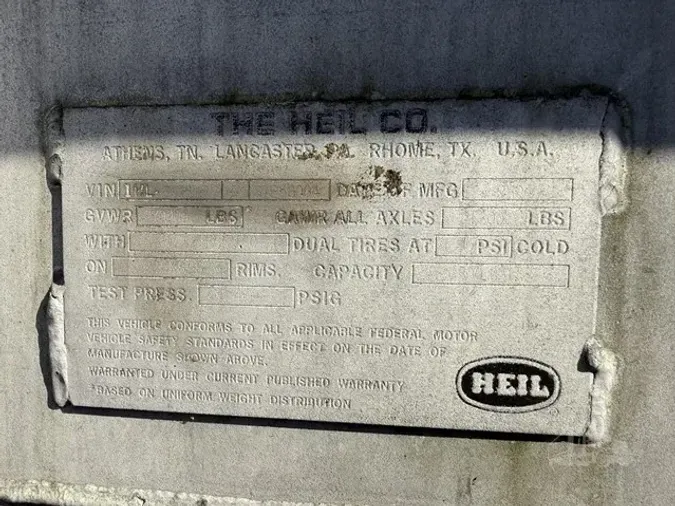 THE HEIL CO.
ATHENS, TN. LANCASTER, PA. RHOME, TX. U.S.A.
VIN DATE OF MFG
GVWR LBS GAWR ALL AXLES LBS
WITH DUAL TIRES AT PSI COLD
ON RIMS. CAPACITY
TEST PRESS. PSIG
THIS VEHICLE CONFORMS TO ALL APPLICABLE FEDERAL MOTOR
VEHICLE SAFETY STANDARDS IN EFFECT ON THE DATE OF
MANUFACTURE SHOWN ABOVE.
WARRANTED UNDER CURRENT PUBLISHED WARRANTY
*BASED ON UNIFORM WEIGHT DISTRIBUTION
HEIL